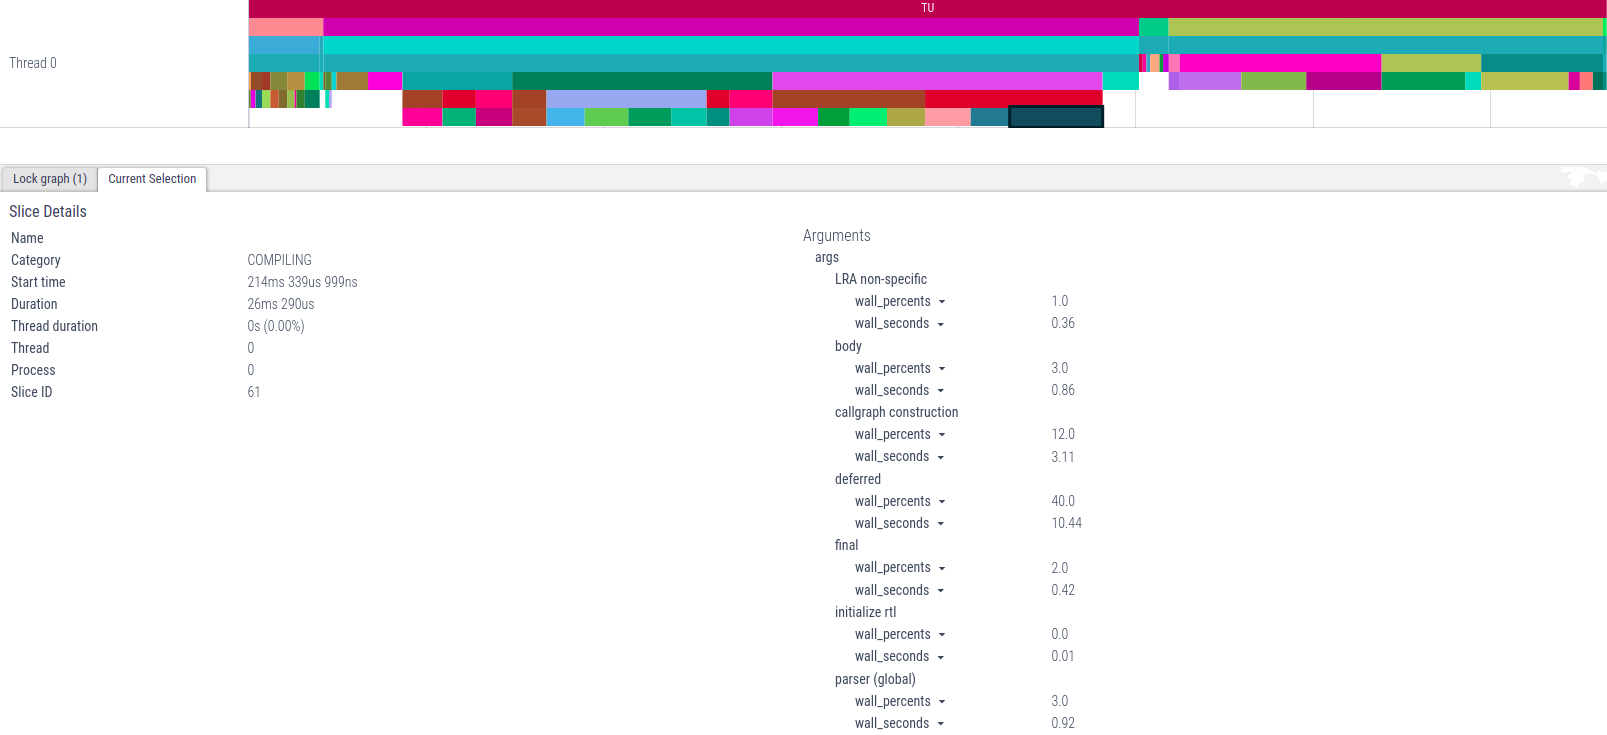 TU
Thread 0
Lock graph (1)
Current Selection
Slice Details
Name
Category COMPILING
Start time 214ms 339us 999ns
Duration 26ms 290us
Thread duration 0s (0.00%)
Thread 0
Process 0
Slice ID 61
Arguments
args
LRA non-specific
wall_percents 1.0
wall_seconds 0.36
body
wall_percents 3.0
wall_seconds 0.86
callgraph construction
wall_percents 12.0
wall_seconds 3.11
deferred
wall_percents 40.0
wall_seconds 10.44
final
wall_percents 2.0
wall_seconds 0.42
initialize rtl
wall_percents 0.0
wall_seconds 0.01
parser (global)
wall_percents 3.0
wall_seconds 0.92